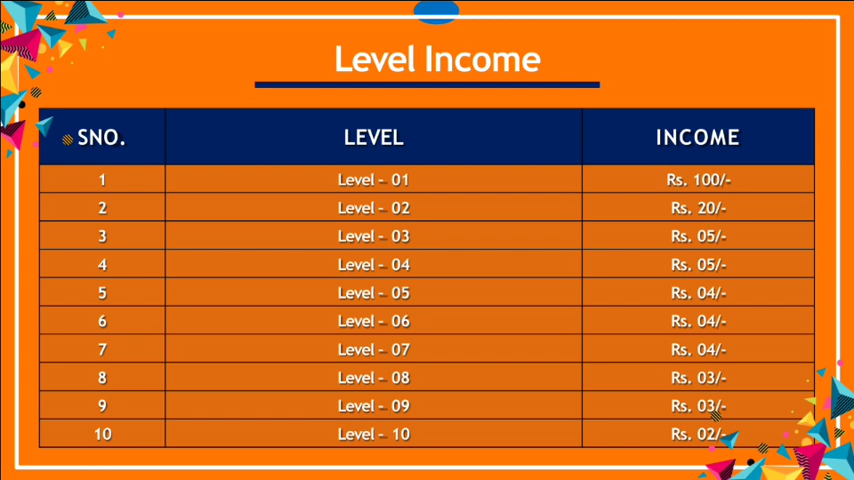 Level Income
SNO. LEVEL INCOME
1 Level - 01 Rs. 100/-
2 Level - 02 Rs. 20/-
3 Level - 03 Rs. 05/-
4 Level - 04 Rs. 05/-
5 Level - 05 Rs. 04/-
6 Level - 06 Rs. 04/-
7 Level - 07 Rs. 04/-
8 Level - 08 Rs. 03/-
9 Level - 09 Rs. 03/-
10 Level - 10 Rs. 02/-